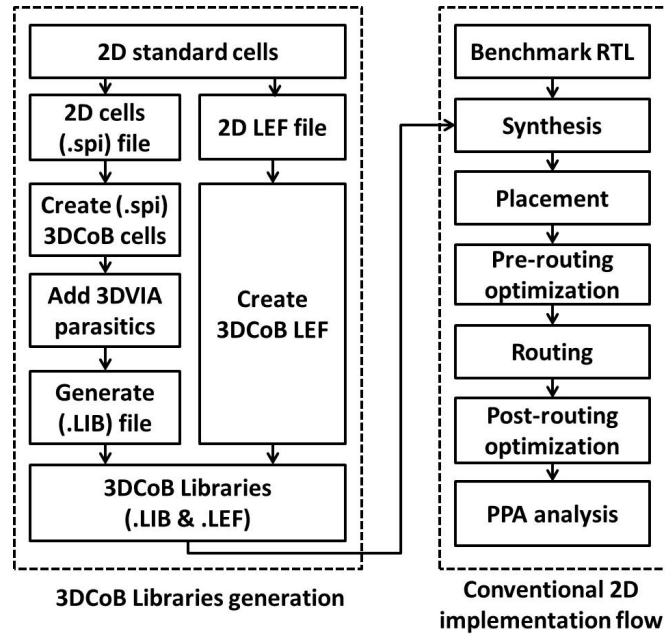 2D standard cells
2D cells
(.spi) file
2D LEF file
Create (.spi)
3DCoB cells
Add 3DVIA
parasitics
Generate
(.LIB) file
Create
3DCoB LEF
3DCoB Libraries
(.LIB & .LEF)
3DCoB Libraries generation
Benchmark RTL
Synthesis
Placement
Pre-routing
optimization
Routing
Post-routing
optimization
PPA analysis
Conventional 2D
implementation flow